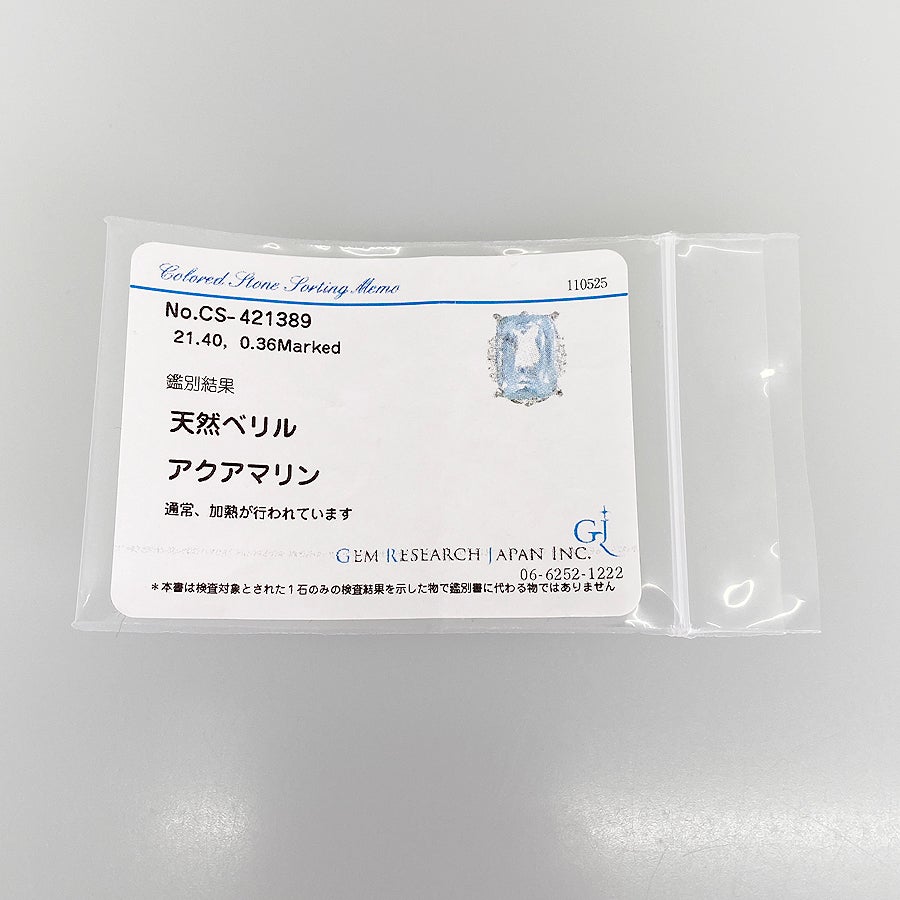 Colored Stone Sorting Memo
110525
No.CS-421389
21.40, 0.36Marked
鑑別結果
天然ベリル
アクアマリン
通常、加熱が行われています
GJ
GEM RESEARCH JAPAN INC.
06-6252-1222
*本書は検査対象とされた1石のみの検査結果を示した物で鑑別書に代わる物ではありません